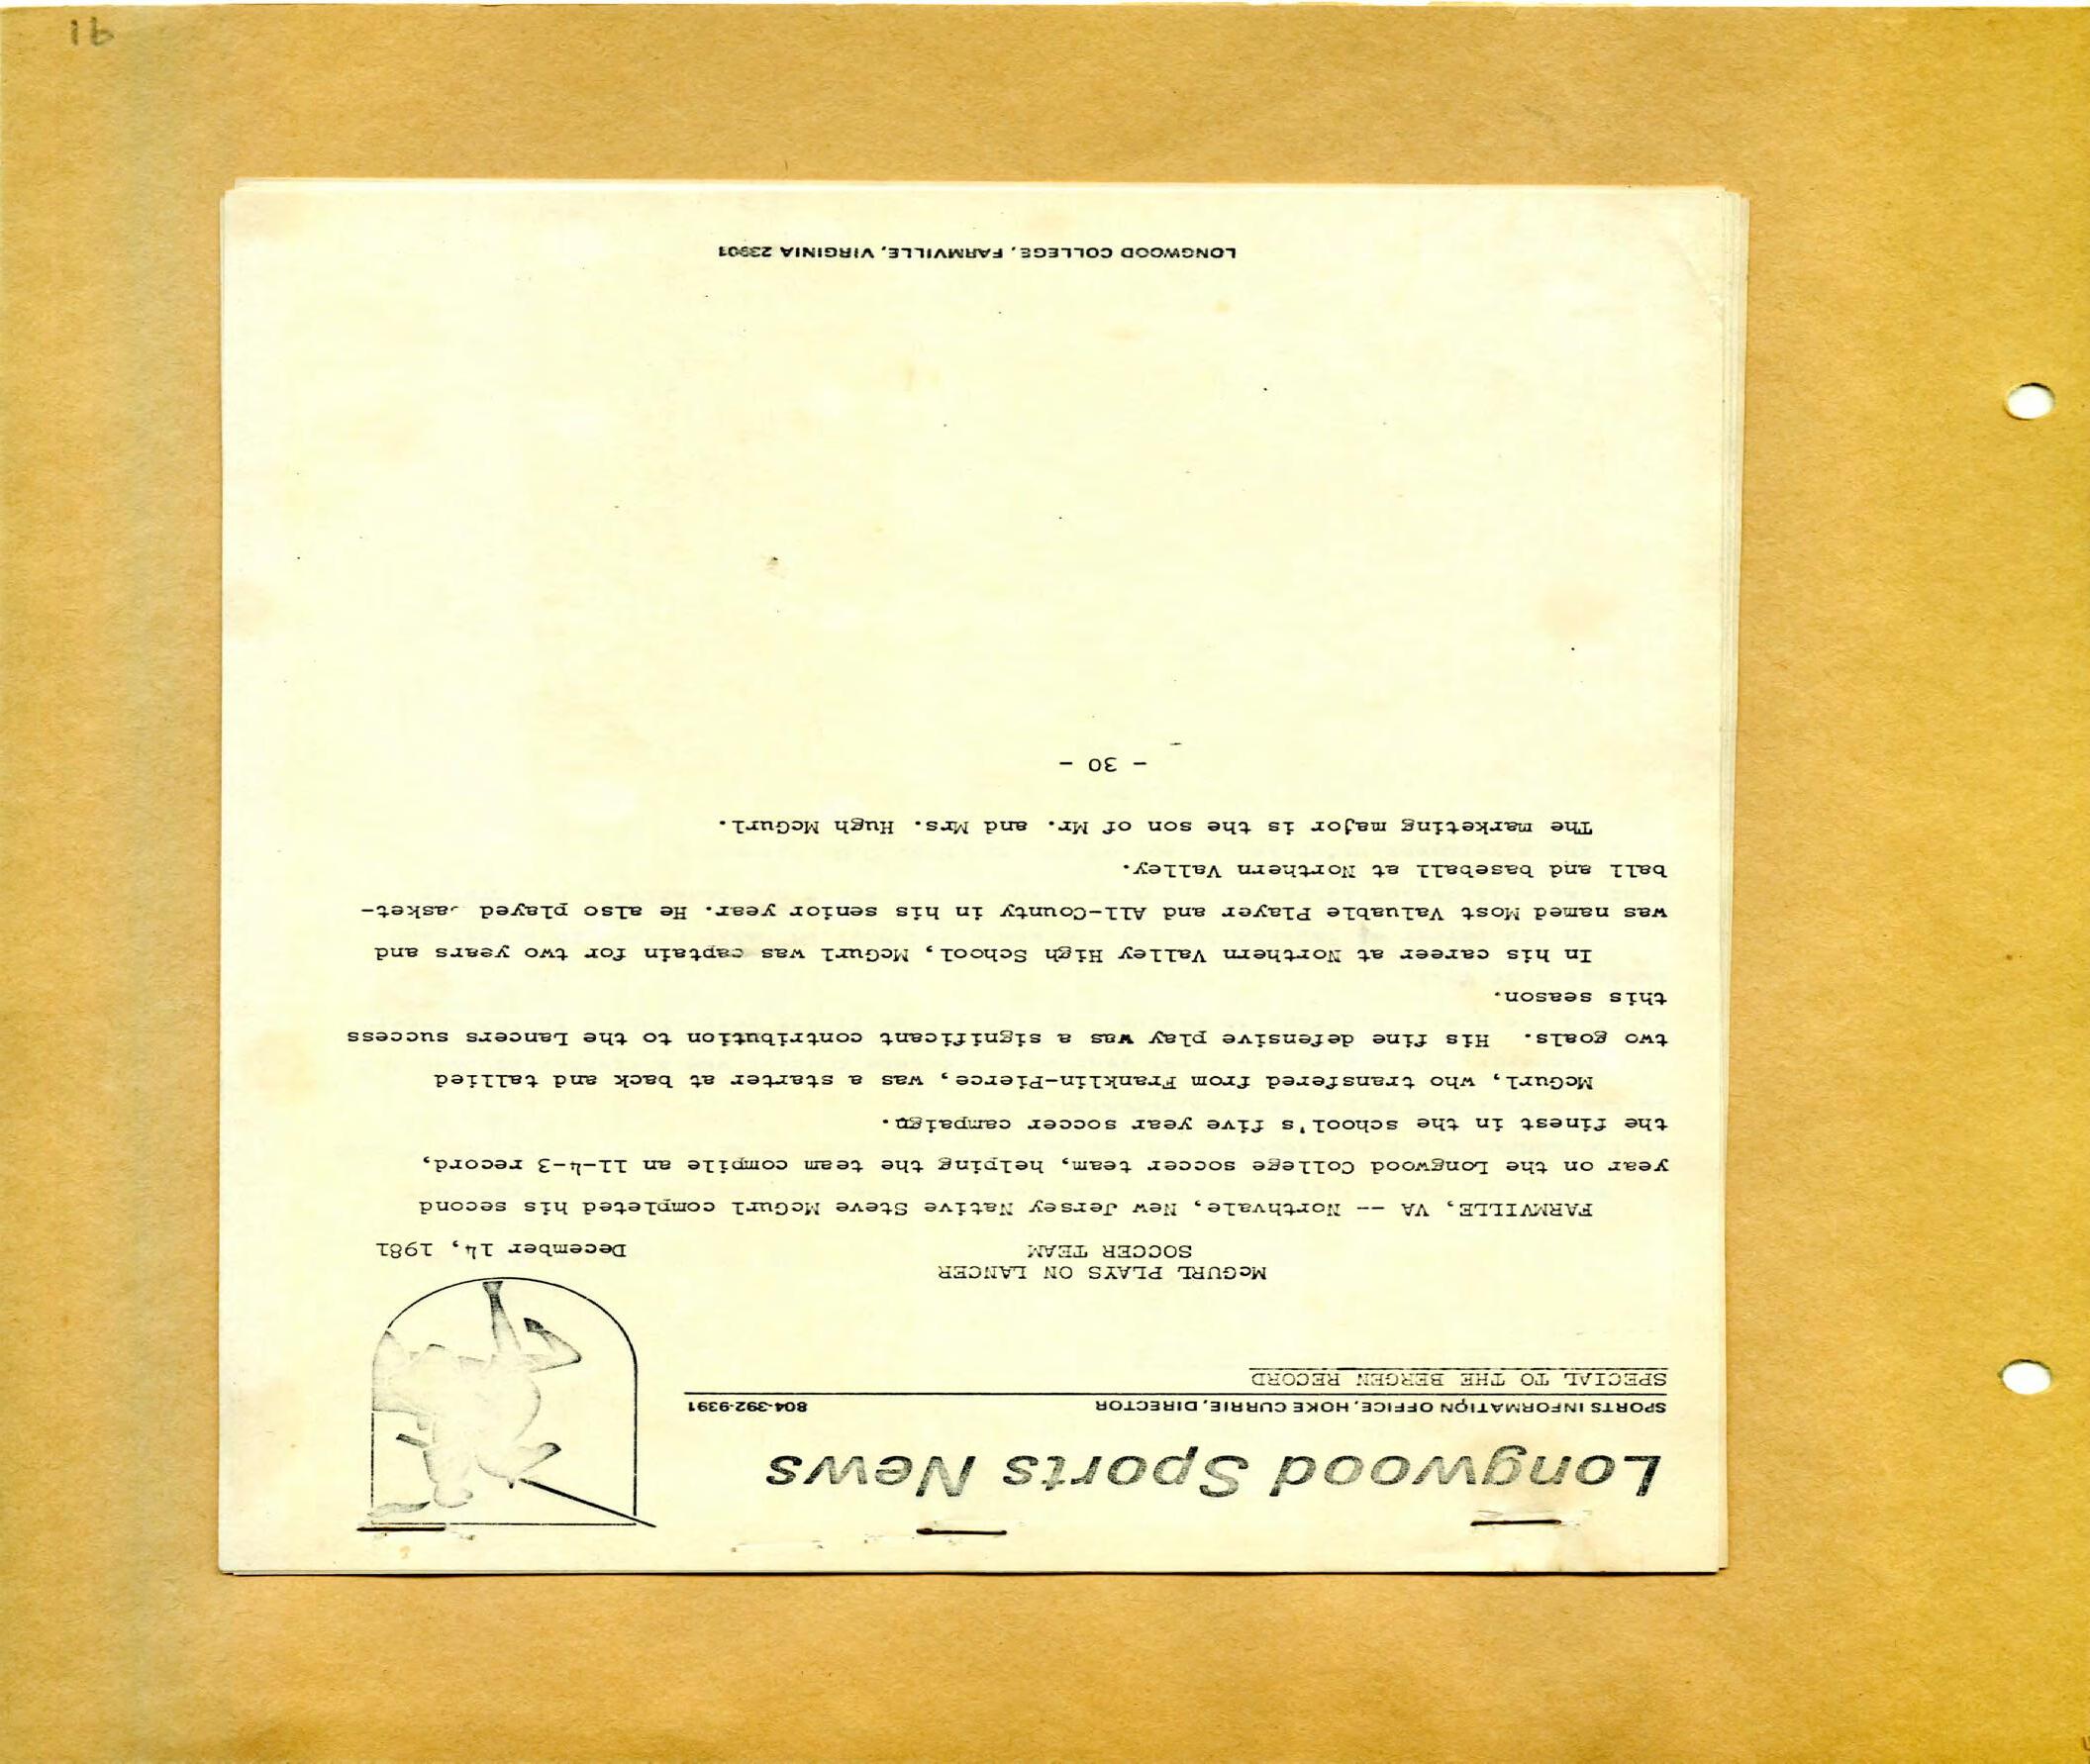 Longwood Sports News
SPORTS INFORMATION OFFICE, HOKE CURRIE, DIRECTOR 804-392-9391
SPECIAL TO THE BERGEN RECORD
McGURL PLAYS ON LANCER
SOCCER TEAM
December 14, 1981
FARMVILLE, VA -- Northvale, New Jersey Native Steve McGurl completed his second
year on the Longwood College soccer team, helping the team compile an 11-4-3 record,
the finest in the school's five year soccer campaign.
McGurl, who transfered from Franklin-Pierce, was a starter at back and tallied
two goals. His fine defensive play was a significant contribution to the Lancers success
this season.
In his career at Northern Valley High School, McGurl was captain for two years and
was named Most Valuable Player and All-County in his senior year. He also played asket-
ball and baseball at Northern Valley.
The marketing major is the son of Mr. and Mrs. Hugh McGurl.
- 30 -
LONGWOOD COLLEGE, FARMVILLE, VIRGINIA 23901